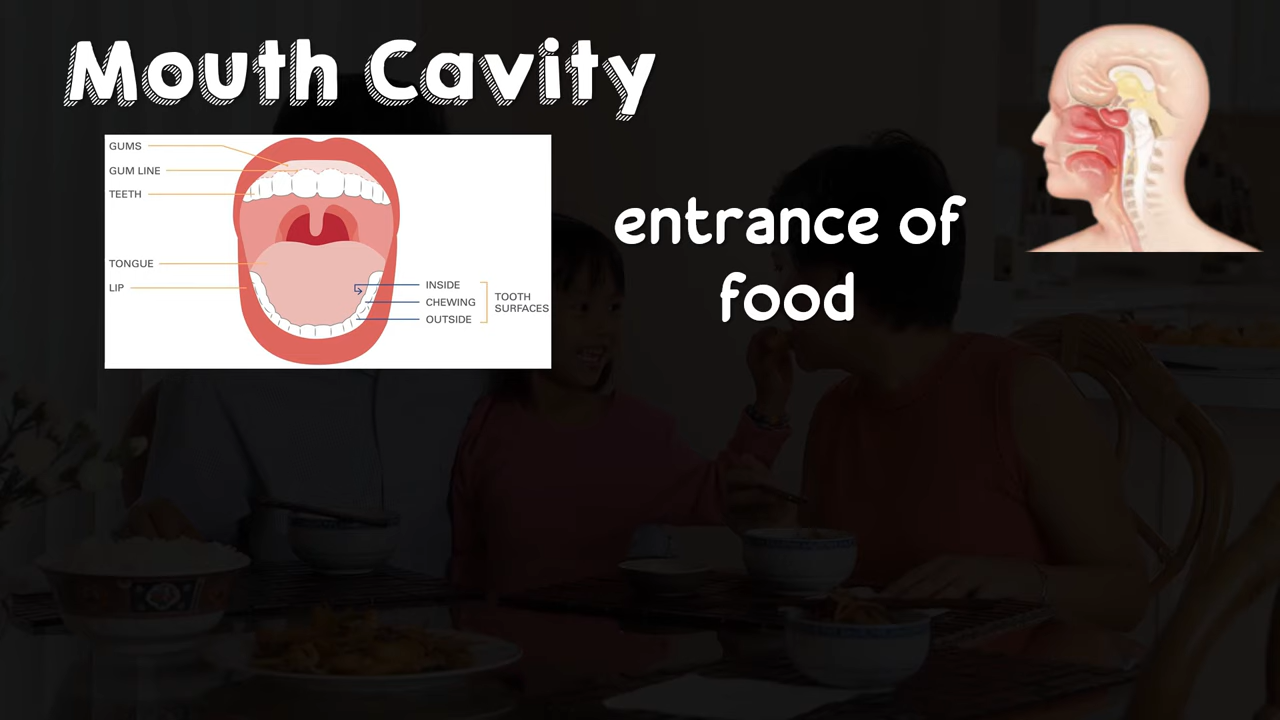 Mouth Cavity
GUMS
GUM LINE
TEETH
TONGUE
LIP
INSIDE
CHEWING
OUTSIDE
TOOTH
SURFACES
entrance of
food